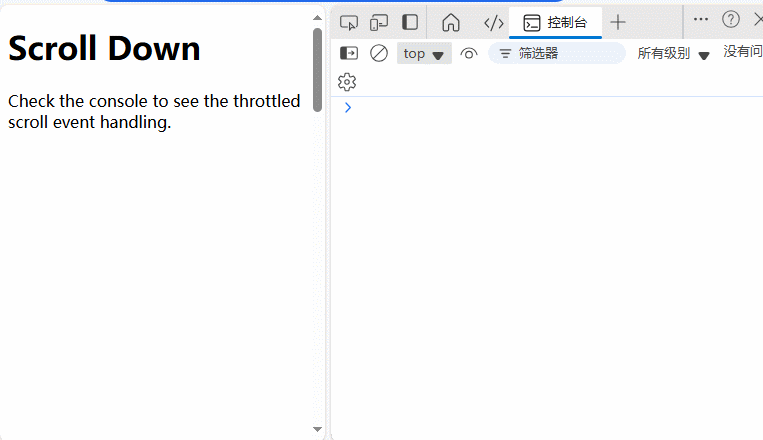 Scroll Down
Check the console to see the throttled
scroll event handling.
控制台
top
筛选器
所有级别
没有问